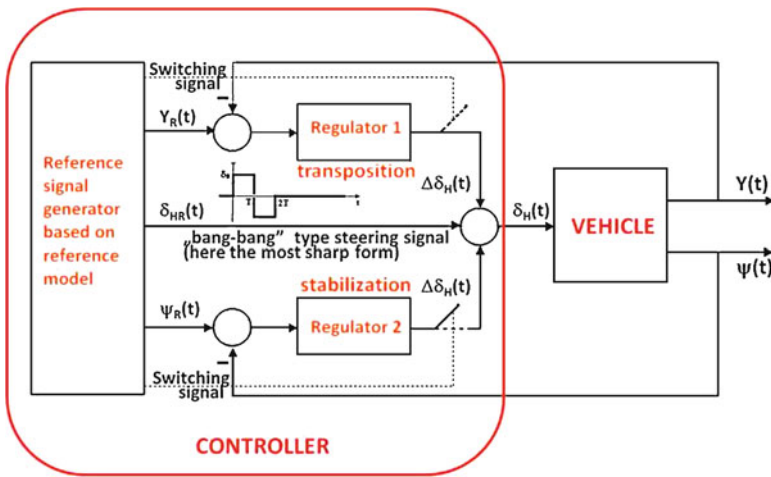 Switching
signal
–
Y_R(t)
Regulator 1
transposition
Δδ_H(t)
Reference
signal
generator
based on
reference
model
δ_HR(t)
T
2T
t
„bang-bang” type steering signal
(here the most sharp form)
δ_H(t)
VEHICLE
Y(t)
ψ(t)
stabilization
Δδ_H(t)
ψ_R(t)
Regulator 2
–
Switching
signal
CONTROLLER